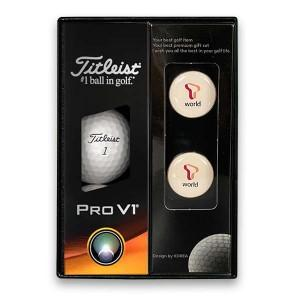 Titleist
#1 ball in golf.
Titleist
1
PRO V1
Your best golf item
Your best premium gift set
I wish you all the best in your golf life.
world
world
Design by KOREA